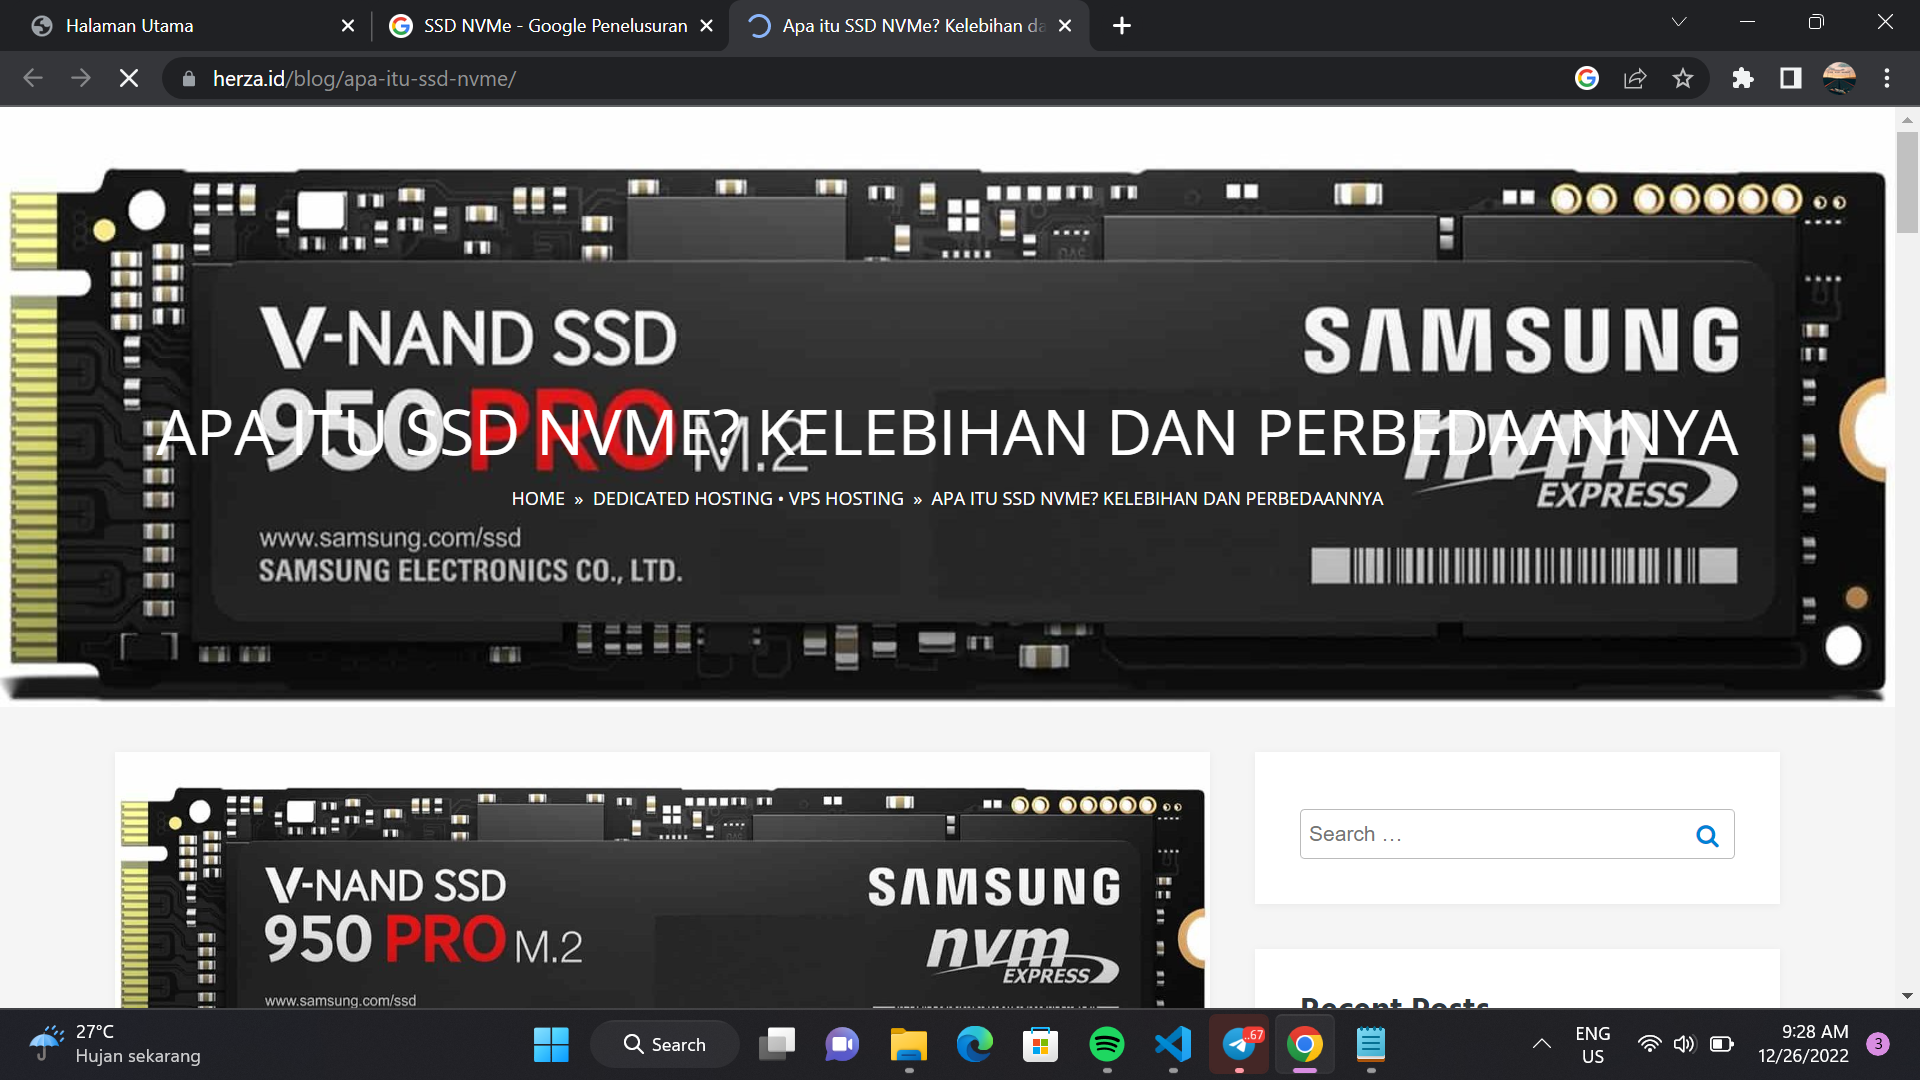 Halaman Utama
SSD NVMe - Google Penelusuran
Apa itu SSD NVMe? Kelebihan da
herza.id/blog/apa-itu-ssd-nvme/
V-NAND SSD
SAMSUNG
950 PRO M.2
nvm
EXPRESS
APA ITU SSD NVME? KELEBIHAN DAN PERBEDAANNYA
HOME » DEDICATED HOSTING • VPS HOSTING » APA ITU SSD NVME? KELEBIHAN DAN PERBEDAANNYA
www.samsung.com/ssd
SAMSUNG ELECTRONICS CO., LTD.
V-NAND SSD
SAMSUNG
950 PRO M.2
nvm
EXPRESS
www.samsung.com/ssd
Search …
Recent Posts
27°C
Hujan sekarang
Search
..67
ENG
US
9:28 AM
12/26/2022
3